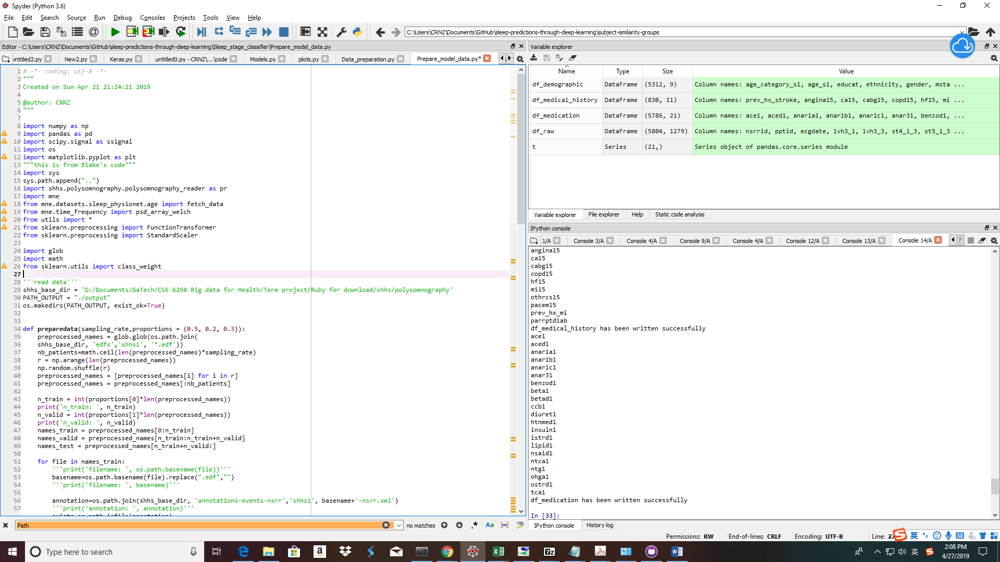 Spyder (Python 3.6)
File Edit Search Source Run Debug Consoles Projects Tools View Help
C:\Users\CRNZ\Documents\GitHub\sleep-predictions-through-deep-learning\subject-similarity-groups
Editor - C:\Users\CRNZ\Documents\GitHub\sleep-predictions-through-deep-learning\Sleep_stage_classifier\Prepare_model_data.py
untitled2.py New2.py Keras.py untitled0.py - CRNZ\...\code Models.py plots.py Data_preparation.py Prepare_model_data.py*
1 # -*- coding: utf-8 -*-
2 """
3 Created on Sun Apr 21 21:24:21 2019
4
5 @author: CRNZ
6 """
7
8 import numpy as np
9 import pandas as pd
10 import scipy.signal as ssignal
11 import os
12 import matplotlib.pyplot as plt
13 """this is from Blake's code"""
14 import sys
15 sys.path.append("..")
16 import shhs.polysomnography.polysomnography_reader as pr
17 import mne
18 from mne.datasets.sleep_physionet.age import fetch_data
19 from mne.time_frequency import psd_array_welch
20 from utils import *
21 from sklearn.preprocessing import FunctionTransformer
22 from sklearn.preprocessing import StandardScaler
23
24 import glob
25 import math
26 from sklearn.utils import class_weight
27
28 '''read data'''
29 shhs_base_dir = 'D:/Documents/GaTech/CSE 6250 Big data for Health/Term project/Ruby for download/shhs/polysomnography'
30 PATH_OUTPUT = "./output"
31 os.makedirs(PATH_OUTPUT, exist_ok=True)
32
33
34 def preparedata(sampling_rate,proportions = (0.5, 0.2, 0.3)):
35     preprocessed_names = glob.glob(os.path.join(
36     shhs_base_dir, 'edfs','shhs1', '*.edf'))
37     nb_patients=math.ceil(len(preprocessed_names)*sampling_rate)
38     r = np.arange(len(preprocessed_names))
39     np.random.shuffle(r)
40     preprocessed_names = [preprocessed_names[i] for i in r]
41     preprocessed_names = preprocessed_names[:nb_patients]
42
43     n_train = int(proportions[0]*len(preprocessed_names))
44     print('n_train: ', n_train)
45     n_valid = int(proportions[1]*len(preprocessed_names))
46     print('n_valid: ', n_valid)
47     names_train = preprocessed_names[0:n_train]
48     names_valid = preprocessed_names[n_train:n_train+n_valid]
49     names_test = preprocessed_names[n_train+n_valid:]
50
51     for file in names_train:
52         '''print('filename: ', os.path.basename(file))'''
53         basename=os.path.basename(file).replace(".edf","")
54         '''print('filename: ', basename)'''
55
56         annotation=os.path.join(shhs_base_dir, 'annotations-events-nsrr','shhs1', basename+'-nsrr.xml')
57         '''print('annotation: ', annotation)'''
Path
no matches
Aa
Variable explorer
Name Type Size Value
df_demographic DataFrame (5312, 9) Column names: age_category_s1, age_s1, educat, ethnicity, gender, msta ...
df_medical_history DataFrame (830, 11) Column names: prev_hx_stroke, angina15, ca15, cabg15, copd15, hf15, mi ...
df_medication DataFrame (5786, 21) Column names: ace1, aced1, anar1a1, anar1b1, anar1c1, anar31, benzod1, ...
df_raw DataFrame (5804, 1279) Column names: nsrrid, pptid, ecgdate, lvh3_1, lvh3_3, st4_1_3, st5_1_3 ...
t Series (21,) Series object of pandas.core.series module
Variable explorer File explorer Help Static code analysis
IPython console
1/A Console 3/A Console 4/A Console 9/A Console 4/A Console 12/A Console 13/A Console 14/A
angina15
ca15
cabg15
copd15
hf15
mi15
othrcs15
pacem15
prev_hx_mi
parrptdiab
df_medical_history has been written successfully
ace1
aced1
anar1a1
anar1b1
anar1c1
anar31
benzod1
beta1
betad1
ccb1
diuret1
htnmed1
insuln1
istrd1
lipid1
nsaid1
ntca1
ntg1
ohga1
ostrd1
tca1
df_medication has been written successfully
In [33]:
IPython console History log
Permissions: RW End-of-lines: CRLF Encoding: UTF-8 Line: 27
英
Type here to search
英
2:08 PM
4/27/2019